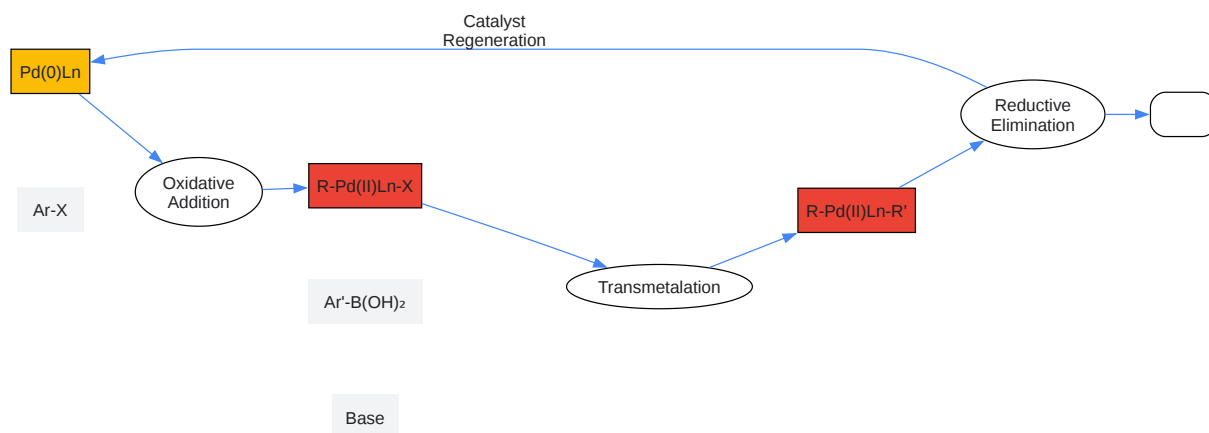 Catalyst
Regeneration
Pd(0)Ln
Reductive
Elimination
Oxidative
Addition
R-Pd(II)Ln-X
Ar-X
R-Pd(II)Ln-R'
Transmetalation
Ar'-B(OH)₂
Base